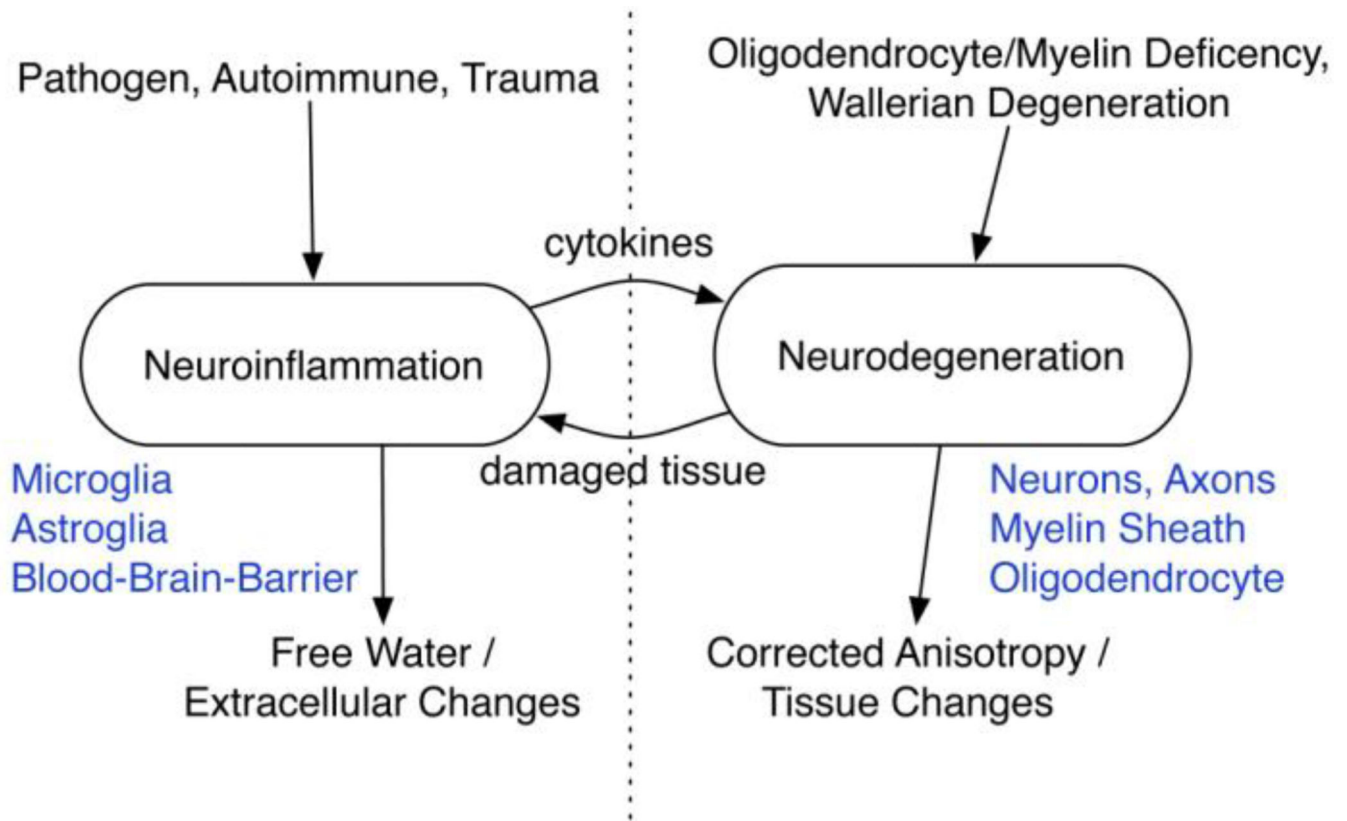 Pathogen, Autoimmune, Trauma
Oligodendrocyte/Myelin Deficency,
Wallerian Degeneration
cytokines
Neuroinflammation
Neurodegeneration
damaged tissue
Microglia
Astroglia
Blood-Brain-Barrier
Neurons, Axons
Myelin Sheath
Oligodendrocyte
Free Water /
Extracellular Changes
Corrected Anisotropy /
Tissue Changes